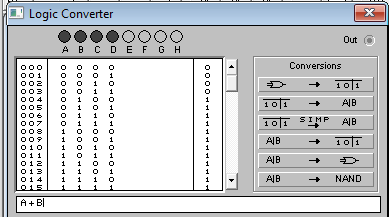 Logic Converter
Out
A B C D E F G H
Conversions
000 0 0 0 0 0
001 0 0 0 1 0
002 0 0 1 0 0
003 0 0 1 1 0
004 0 1 0 0 1
005 0 1 0 1 1
006 0 1 1 0 1
007 0 1 1 1 1
008 1 0 0 0 1
009 1 0 0 1 1
010 1 0 1 0 1
011 1 0 1 1 1
012 1 1 0 0 1
013 1 1 0 1 1
014 1 1 1 0 1
015 1 1 1 1 1
→ 1 0 1
1 0 1 → A|B
1 0 1 SIMP → A|B
A|B → 1 0 1
A|B →
A|B → NAND
A+B